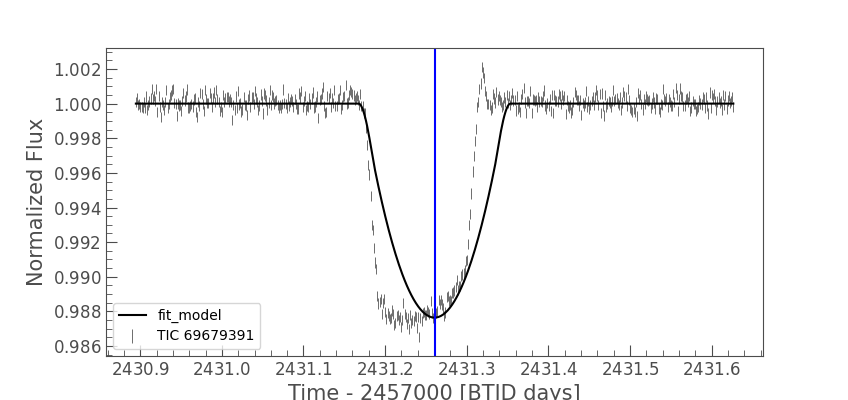 1.002
1.000
0.998
0.996
0.994
0.992
0.990
0.988
0.986
Normalized Flux
fit_model
TIC 69679391
2430.9 2431.0 2431.1 2431.2 2431.3 2431.4 2431.5 2431.6
Time - 2457000 [BTJD days]